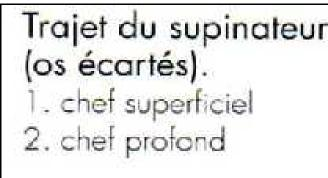 Trajet du supinateur
(os écartés).
1. chef superficiel
2. chef profond